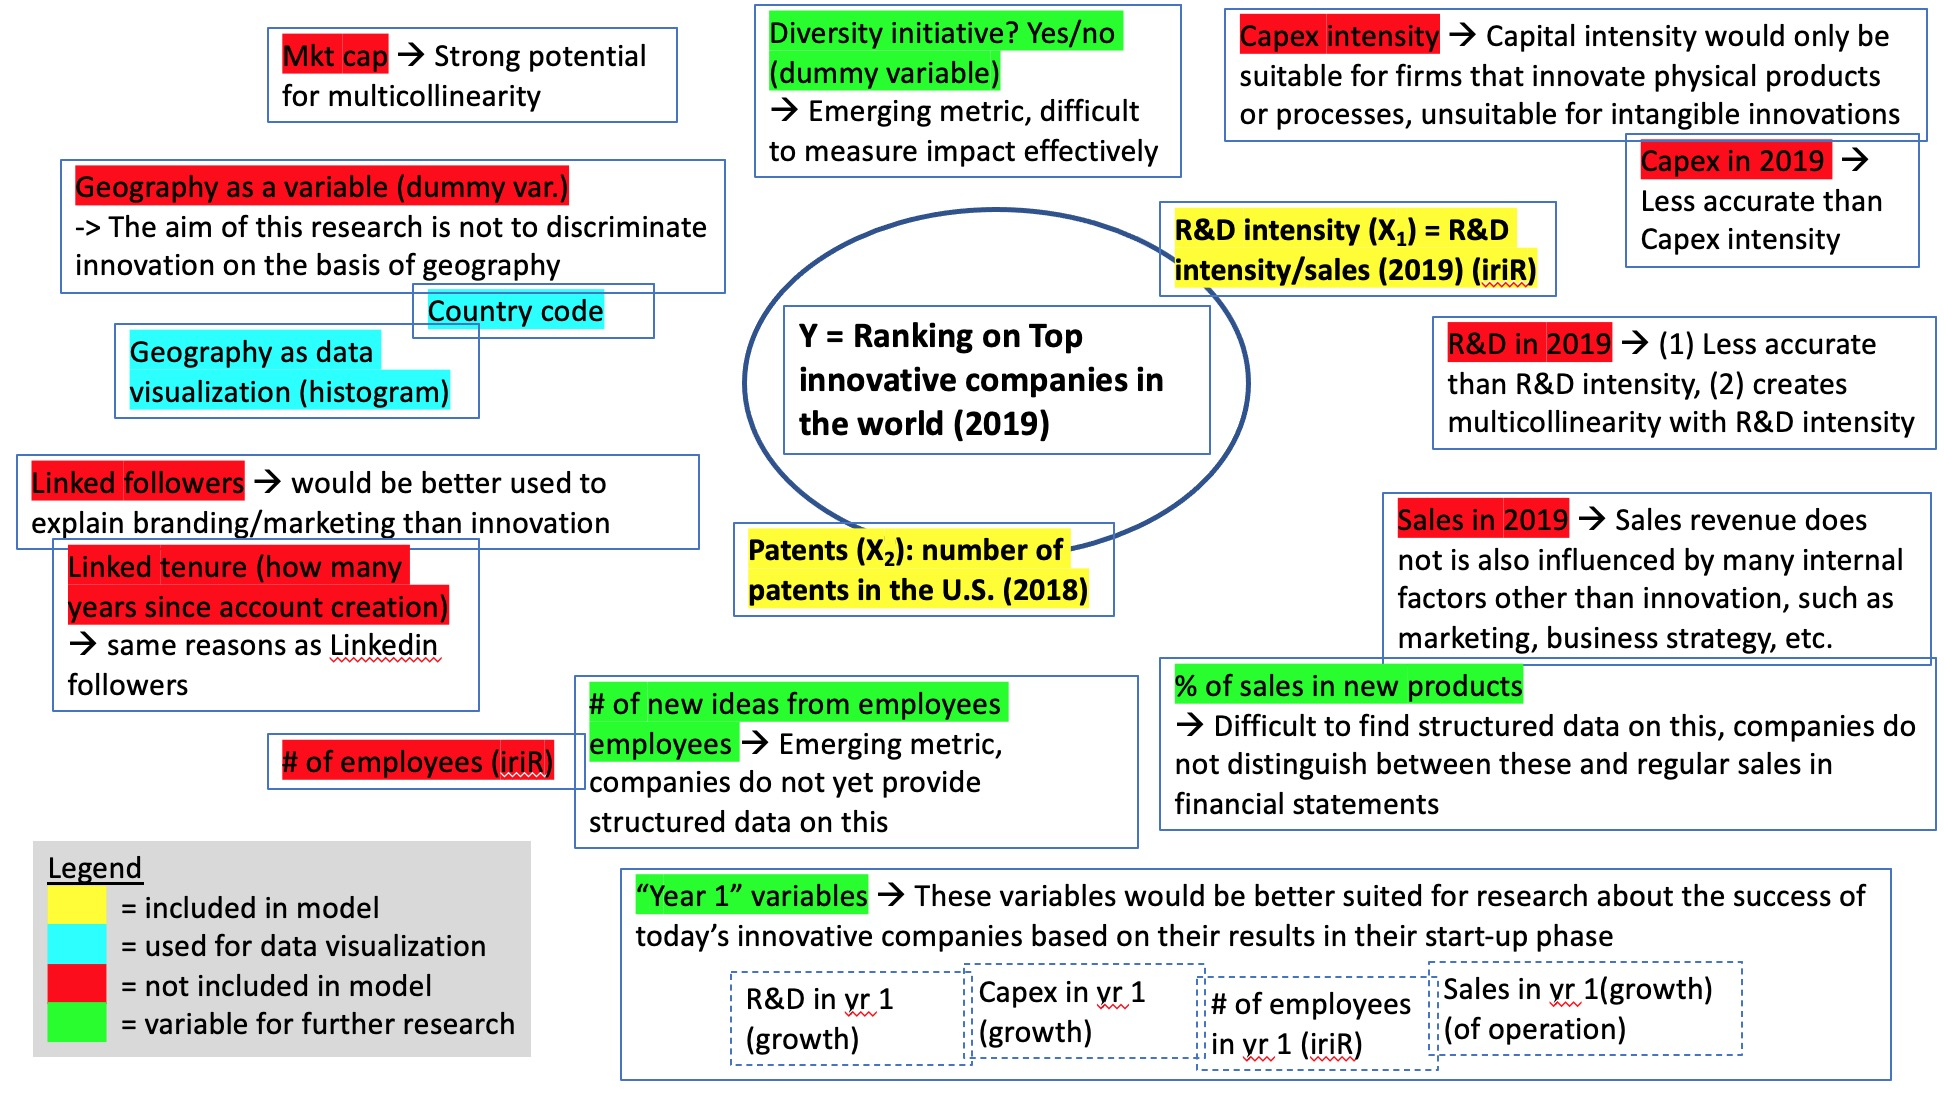 Mkt cap → Strong potential
for multicollinearity
Diversity initiative? Yes/no
(dummy variable)
→ Emerging metric, difficult
to measure impact effectively
Capex intensity → Capital intensity would only be
suitable for firms that innovate physical products
or processes, unsuitable for intangible innovations
Capex in 2019 →
Less accurate than
Capex intensity
Geography as a variable (dummy var.)
-> The aim of this research is not to discriminate
innovation on the basis of geography
Country code
Geography as data
visualization (histogram)
R&D intensity (X₁) = R&D
intensity/sales (2019) (iriR)
Y = Ranking on Top
innovative companies in
the world (2019)
R&D in 2019 → (1) Less accurate
than R&D intensity, (2) creates
multicollinearity with R&D intensity
Linked followers → would be better used to
explain branding/marketing than innovation
Linked tenure (how many
years since account creation)
→ same reasons as Linkedin
followers
Patents (X₂): number of
patents in the U.S. (2018)
Sales in 2019 → Sales revenue does
not is also influenced by many internal
factors other than innovation, such as
marketing, business strategy, etc.
% of sales in new products
→ Difficult to find structured data on this, companies do
not distinguish between these and regular sales in
financial statements
# of employees (iriR)
# of new ideas from employees
employees → Emerging metric,
companies do not yet provide
structured data on this
Legend
= included in model
= used for data visualization
= not included in model
= variable for further research
“Year 1” variables → These variables would be better suited for research about the success of
today’s innovative companies based on their results in their start-up phase
R&D in yr 1
(growth)
Capex in yr 1
(growth)
# of employees
in yr 1 (iriR)
Sales in yr 1(growth)
(of operation)